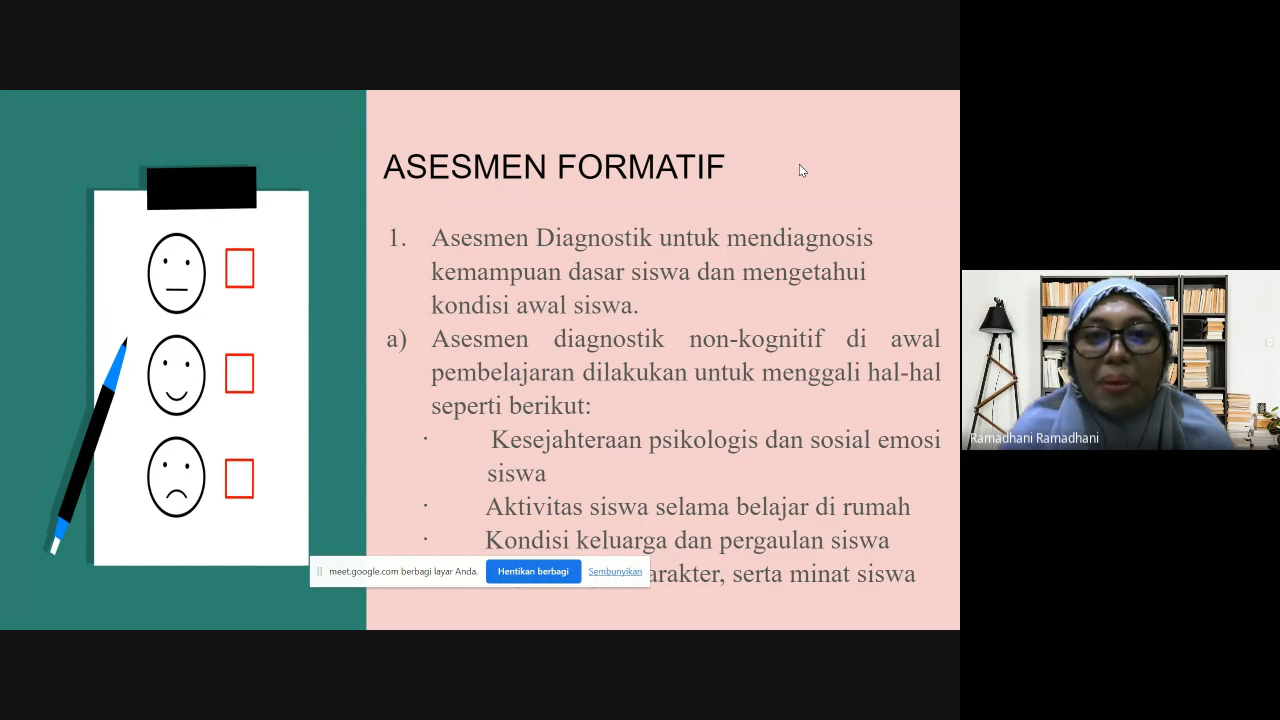 ASESMEN FORMATIF
1. Asesmen Diagnostik untuk mendiagnosis
kemampuan dasar siswa dan mengetahui
kondisi awal siswa.
a) Asesmen diagnostik non-kognitif di awal
pembelajaran dilakukan untuk menggali hal-hal
seperti berikut:
· Kesejahteraan psikologis dan sosial emosi
siswa
· Aktivitas siswa selama belajar di rumah
· Kondisi keluarga dan pergaulan siswa
arakter, serta minat siswa
meet.google.com berbagi layar Anda. Hentikan berbagi Sembunyikan
Ramadhani Ramadhani